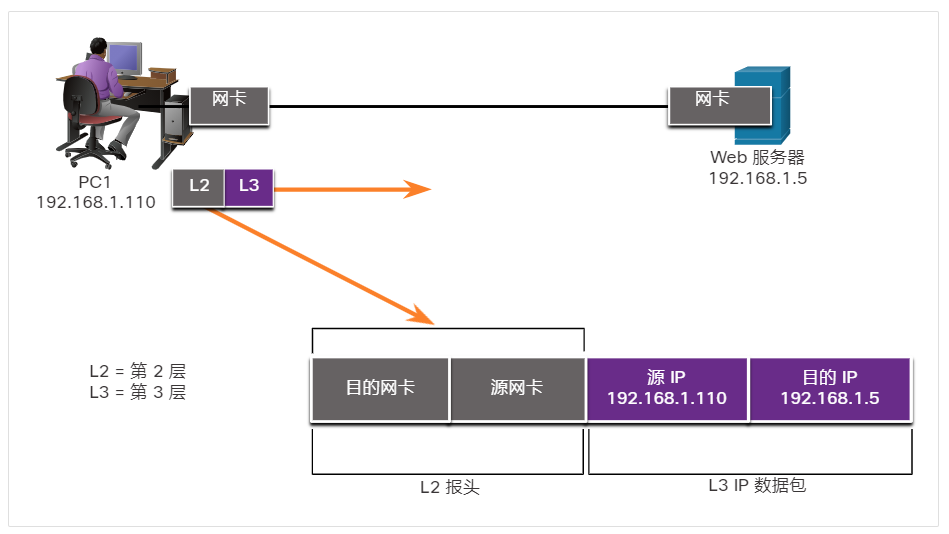 网卡
网卡
Web 服务器
192.168.1.5
PC1
192.168.1.110
L2 L3
L2 = 第 2 层
L3 = 第 3 层
目的网卡
源网卡
源 IP
192.168.1.110
目的 IP
192.168.1.5
L2 报头
L3 IP 数据包